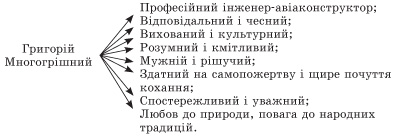 Григорій
Многогрішний
Професійний інженер-авіаконструктор;
Відповідальний і чесний;
Вихований і культурний;
Розумний і кмітливий;
Мужній і рішучий;
Здатний на самопожертву і щире почуття
кохання;
Спостережливий і уважний;
Любов до природи, повага до народних
традицій.